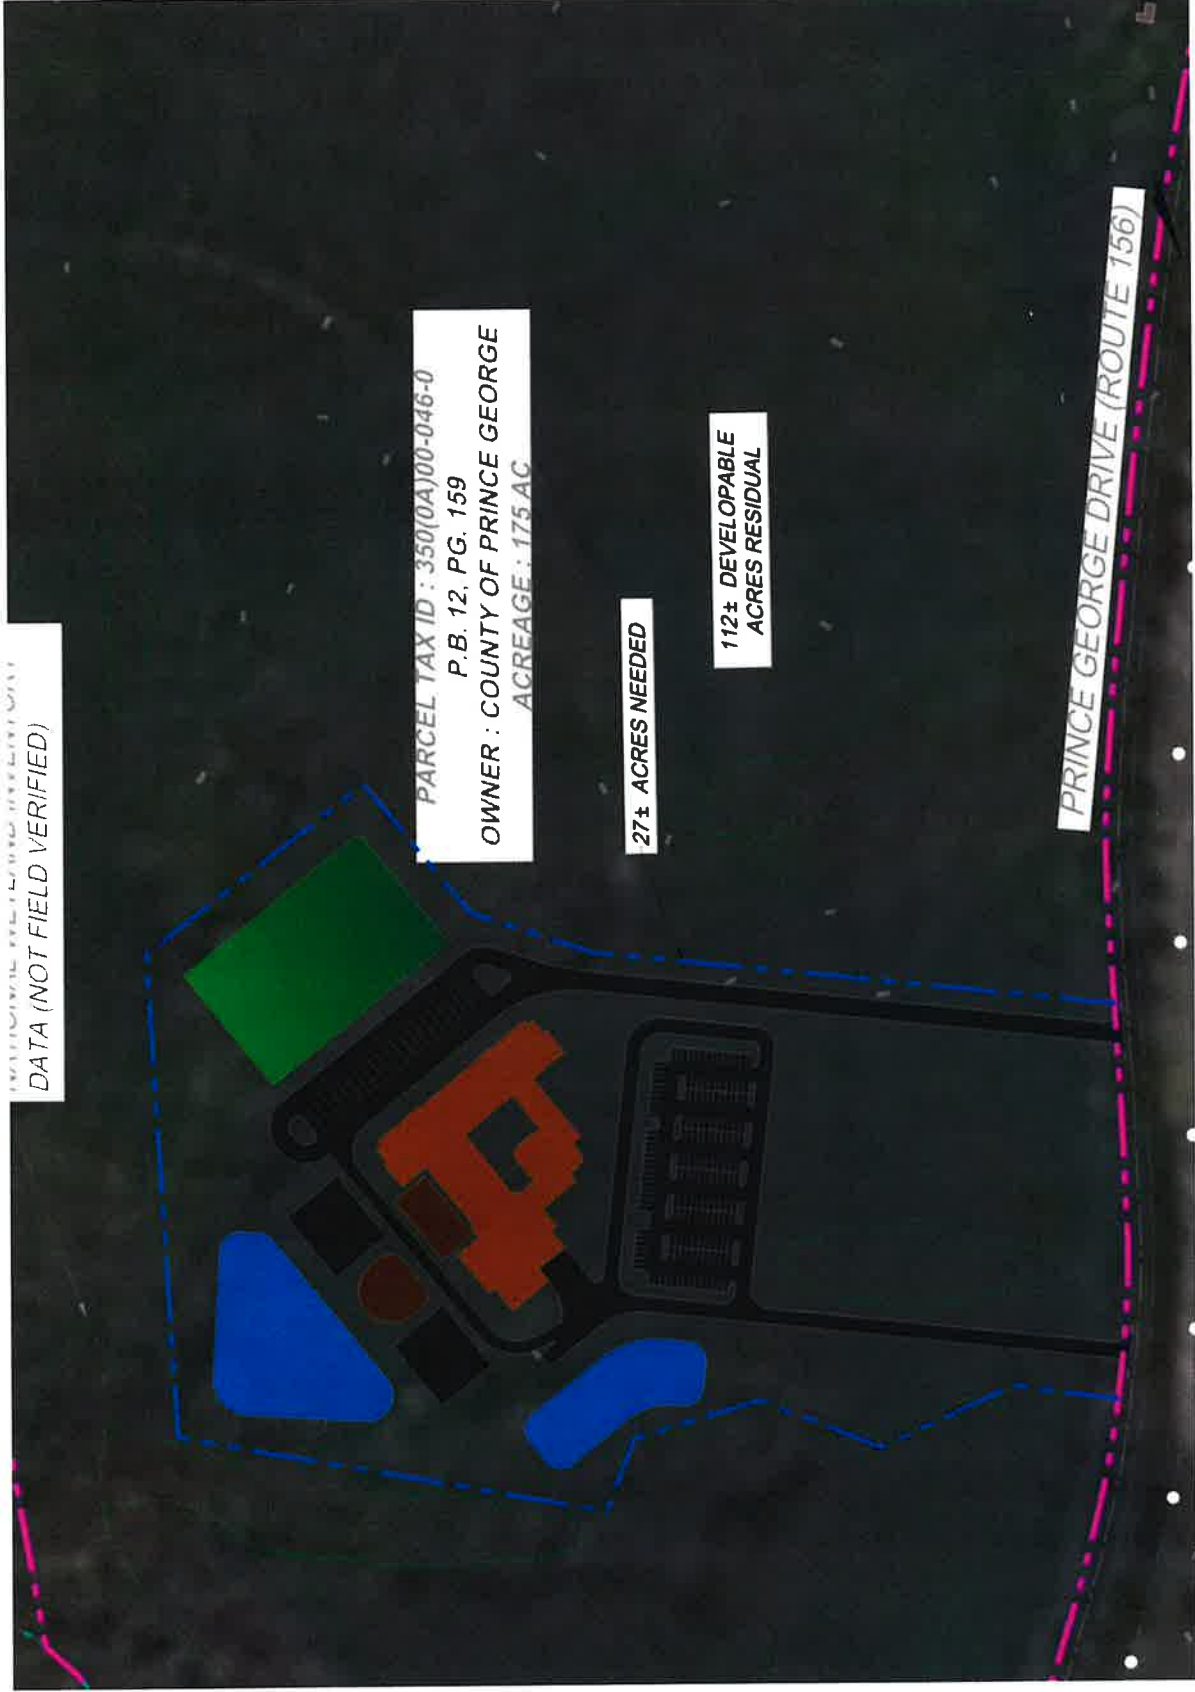 DATA (NOT FIELD VERIFIED)
PARCEL TAX ID : 350(0A)00-046-0
P.B. 12, PG. 159
OWNER : COUNTY OF PRINCE GEORGE
ACREAGE : 175 AC
27± ACRES NEEDED
112± DEVELOPABLE
ACRES RESIDUAL
PRINCE GEORGE DRIVE (ROUTE 156)